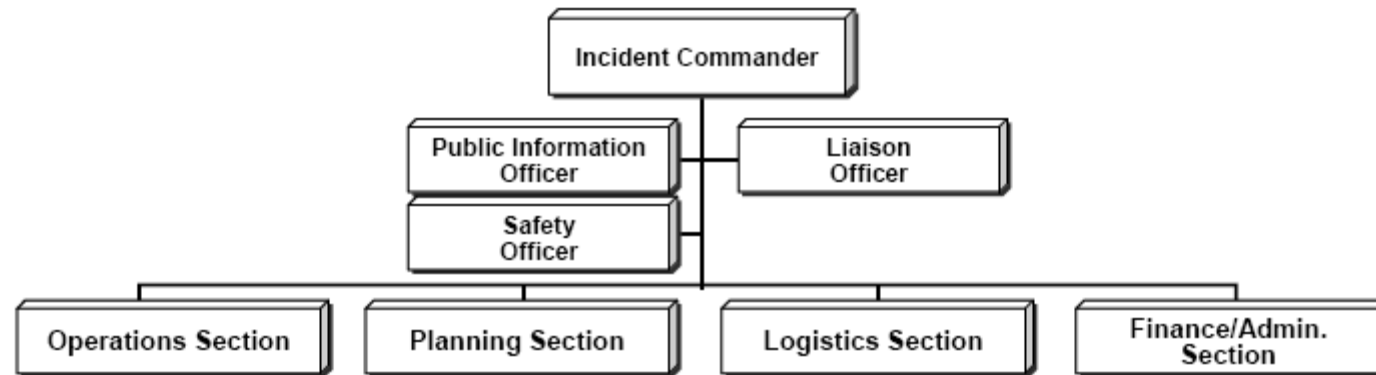 Incident Commander
Public Information
Officer
Liaison
Officer
Safety
Officer
Operations Section
Planning Section
Logistics Section
Finance/Admin.
Section